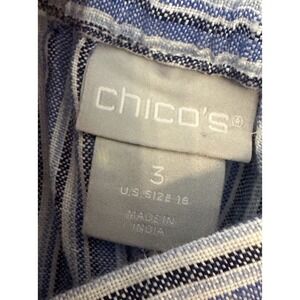 chico's®
3
U.S. SIZE 16
MADE IN
INDIA